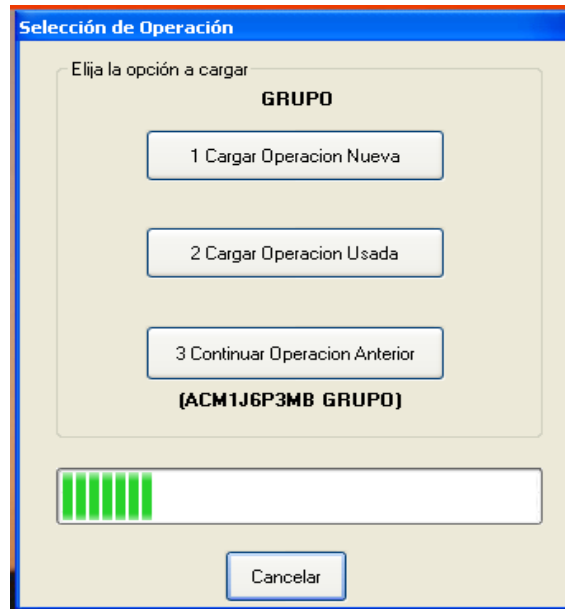 Selección de Operación
Elija la opción a cargar
GRUPO
1 Cargar Operacion Nueva
2 Cargar Operacion Usada
3 Continuar Operacion Anterior
(ACM1J6P3MB GRUPO)
Cancelar